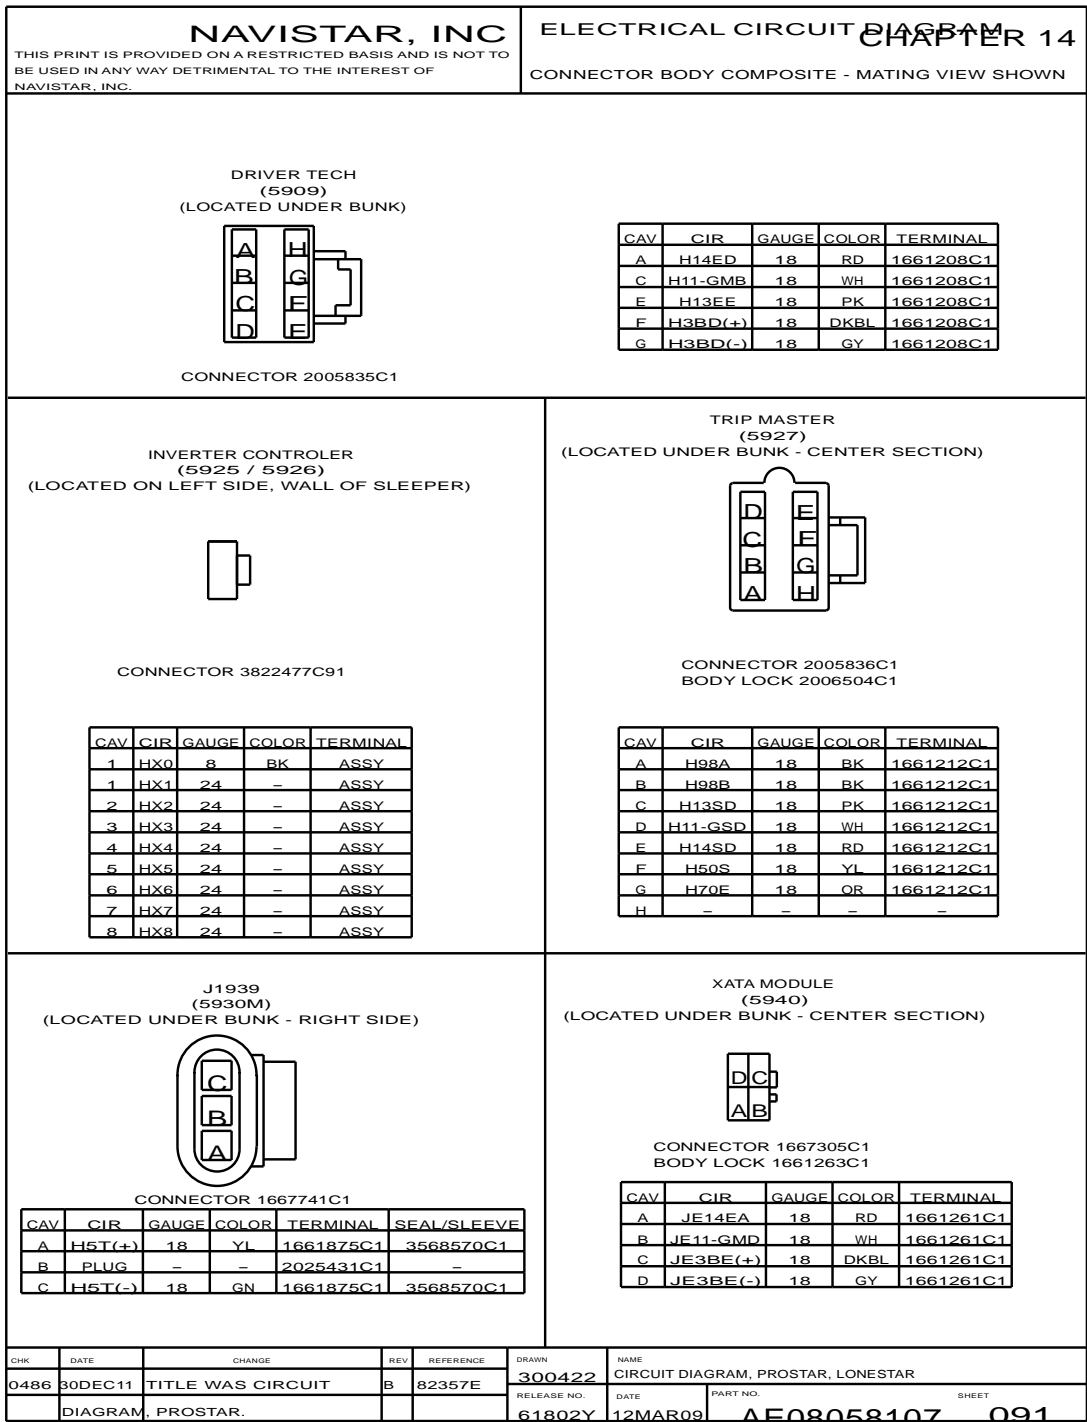 NAVISTAR, INC
THIS PRINT IS PROVIDED ON A RESTRICTED BASIS AND IS NOT TO
BE USED IN ANY WAY DETRIMENTAL TO THE INTEREST OF
NAVISTAR, INC.
ELECTRICAL CIRCUIT DIAGRAM
CHAPTER 14
CONNECTOR BODY COMPOSITE - MATING VIEW SHOWN
DRIVER TECH
(5909)
(LOCATED UNDER BUNK)
A H
B G
C F
D E
CONNECTOR 2005835C1
CAV CIR GAUGE COLOR TERMINAL
A H14ED 18 RD 1661208C1
C H11-GMB 18 WH 1661208C1
E H13EE 18 PK 1661208C1
F H3BD(+) 18 DKBL 1661208C1
G H3BD(-) 18 GY 1661208C1
INVERTER CONTROLER
(5925 / 5926)
(LOCATED ON LEFT SIDE, WALL OF SLEEPER)
CONNECTOR 3822477C91
CAV CIR GAUGE COLOR TERMINAL
1 HX0 8 BK ASSY
1 HX1 24 – ASSY
2 HX2 24 – ASSY
3 HX3 24 – ASSY
4 HX4 24 – ASSY
5 HX5 24 – ASSY
6 HX6 24 – ASSY
7 HX7 24 – ASSY
8 HX8 24 – ASSY
TRIP MASTER
(5927)
(LOCATED UNDER BUNK - CENTER SECTION)
D E
C F
B G
A H
CONNECTOR 2005836C1
BODY LOCK 2006504C1
CAV CIR GAUGE COLOR TERMINAL
A H98A 18 BK 1661212C1
B H98B 18 BK 1661212C1
C H13SD 18 PK 1661212C1
D H11-GSD 18 WH 1661212C1
E H14SD 18 RD 1661212C1
F H50S 18 YL 1661212C1
G H70E 18 OR 1661212C1
H – – – –
J1939
(5930M)
(LOCATED UNDER BUNK - RIGHT SIDE)
C
B
A
CONNECTOR 1667741C1
CAV CIR GAUGE COLOR TERMINAL SEAL/SLEEVE
A H5T(+) 18 YL 1661875C1 3568570C1
B PLUG – – 2025431C1 –
C H5T(-) 18 GN 1661875C1 3568570C1
XATA MODULE
(5940)
(LOCATED UNDER BUNK - CENTER SECTION)
D C
A B
CONNECTOR 1667305C1
BODY LOCK 1661263C1
CAV CIR GAUGE COLOR TERMINAL
A JE14EA 18 RD 1661261C1
B JE11-GMD 18 WH 1661261C1
C JE3BE(+) 18 DKBL 1661261C1
D JE3BE(-) 18 GY 1661261C1
CHK DATE CHANGE REV REFERENCE
0486 30DEC11 TITLE WAS CIRCUIT B 82357E
DIAGRAM, PROSTAR.
DRAWN
300422
NAME
CIRCUIT DIAGRAM, PROSTAR, LONESTAR
RELEASE NO.
61802Y
DATE
12MAR09
PART NO.
AE08058107
SHEET
091